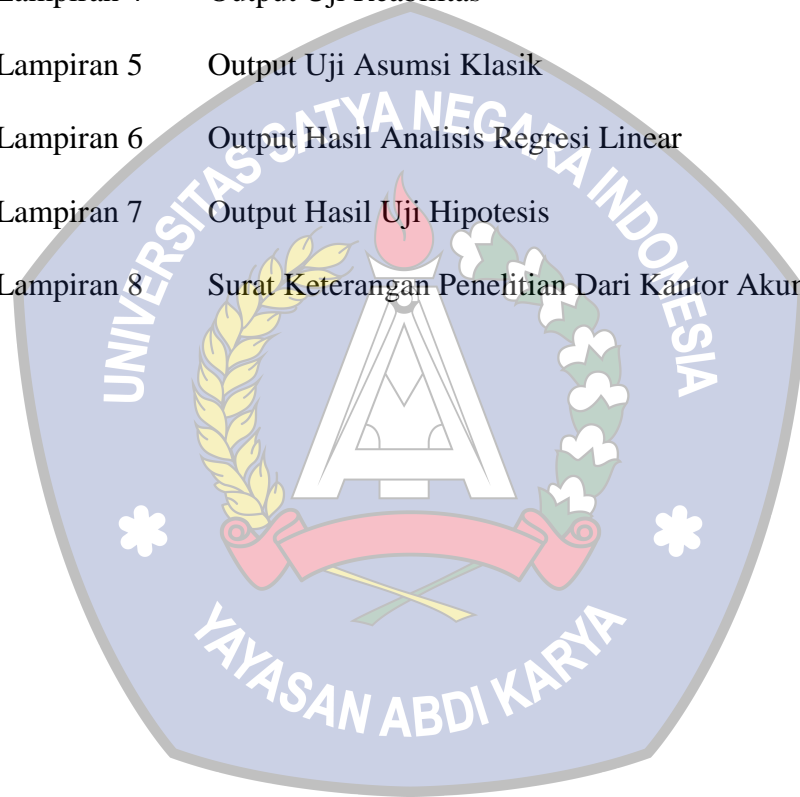 Lampiran 5 Output Uji Asumsi Klasik
Lampiran 6 Output Hasil Analisis Regresi Linear
Lampiran 7 Output Hasil Uji Hipotesis
Lampiran 8 Surat Keterangan Penelitian Dari Kantor
UNIVERSITAS SATYA NEGARA INDONESIA
YAYASAN ABDI KARYA